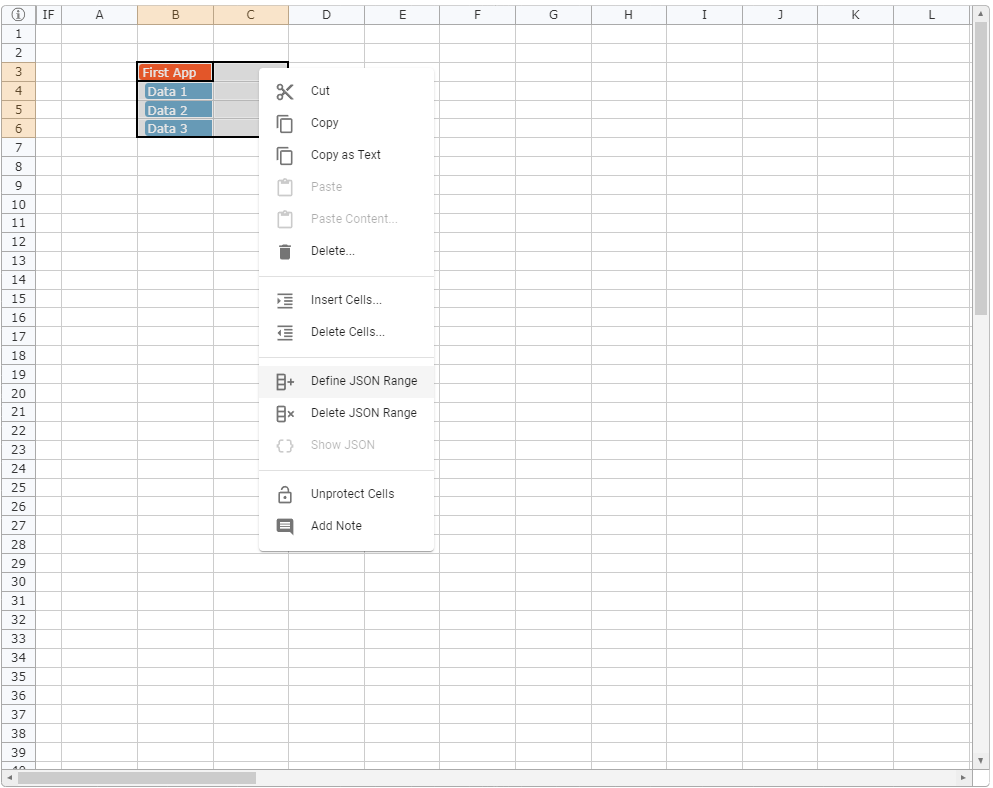 IF A B C D E F G H I J K L
1
2
3 First App
4 Data 1
5 Data 2
6 Data 3
7
8
9
10
11
12
13
14
15
16
17
18
19
20
21
22
23
24
25
26
27
28
29
30
31
32
33
34
35
36
37
38
39
Cut
Copy
Copy as Text
Paste
Paste Content...
Delete...
Insert Cells...
Delete Cells...
Define JSON Range
Delete JSON Range
Show JSON
Unprotect Cells
Add Note